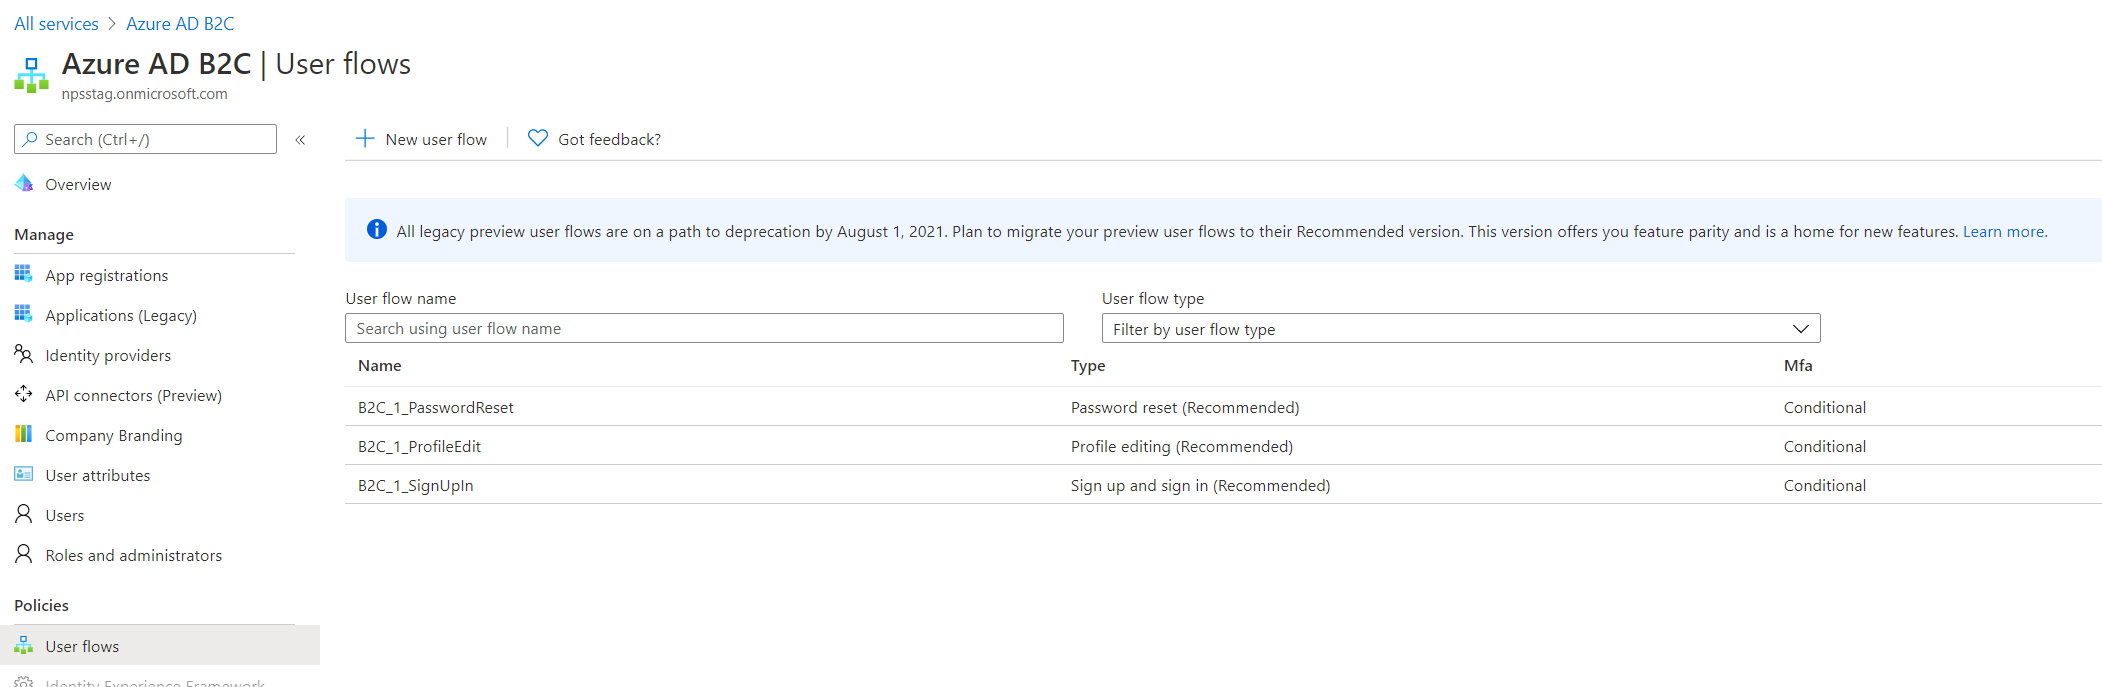 All services > Azure AD B2C
Azure AD B2C | User flows
npsstag.onmicrosoft.com
Search (Ctrl+/)
«
Overview
Manage
App registrations
Applications (Legacy)
Identity providers
API connectors (Preview)
Company Branding
User attributes
Users
Roles and administrators
Policies
User flows
Identity Experience Framework
New user flow
Got feedback?
All legacy preview user flows are on a path to deprecation by August 1, 2021. Plan to migrate your preview user flows to their Recommended version. This version offers you feature parity and is a home for new features. Learn more.
User flow name
Search using user flow name
User flow type
Filter by user flow type
Name Type Mfa
B2C_1_PasswordReset Password reset (Recommended) Conditional
B2C_1_ProfileEdit Profile editing (Recommended) Conditional
B2C_1_SignUpIn Sign up and sign in (Recommended) Conditional